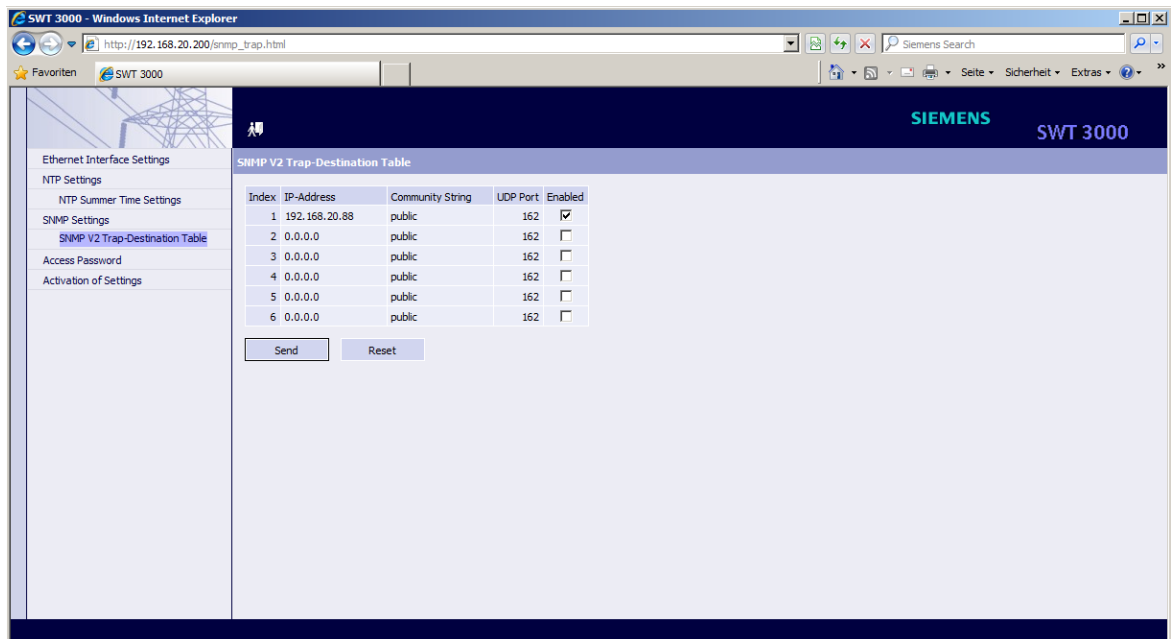 SWT 3000 - Windows Internet Explorer
http://192.168.20.200/snmp_trap.html
Siemens Search
Favoriten
SWT 3000
Seite
Sicherheit
Extras
»
SIEMENS
SWT 3000
Ethernet Interface Settings
NTP Settings
NTP Summer Time Settings
SNMP Settings
SNMP V2 Trap-Destination Table
Access Password
Activation of Settings
SNMP V2 Trap-Destination Table
Index IP-Address Community String UDP Port Enabled
1 192.168.20.88 public 162
2 0.0.0.0 public 162
3 0.0.0.0 public 162
4 0.0.0.0 public 162
5 0.0.0.0 public 162
6 0.0.0.0 public 162
Send Reset